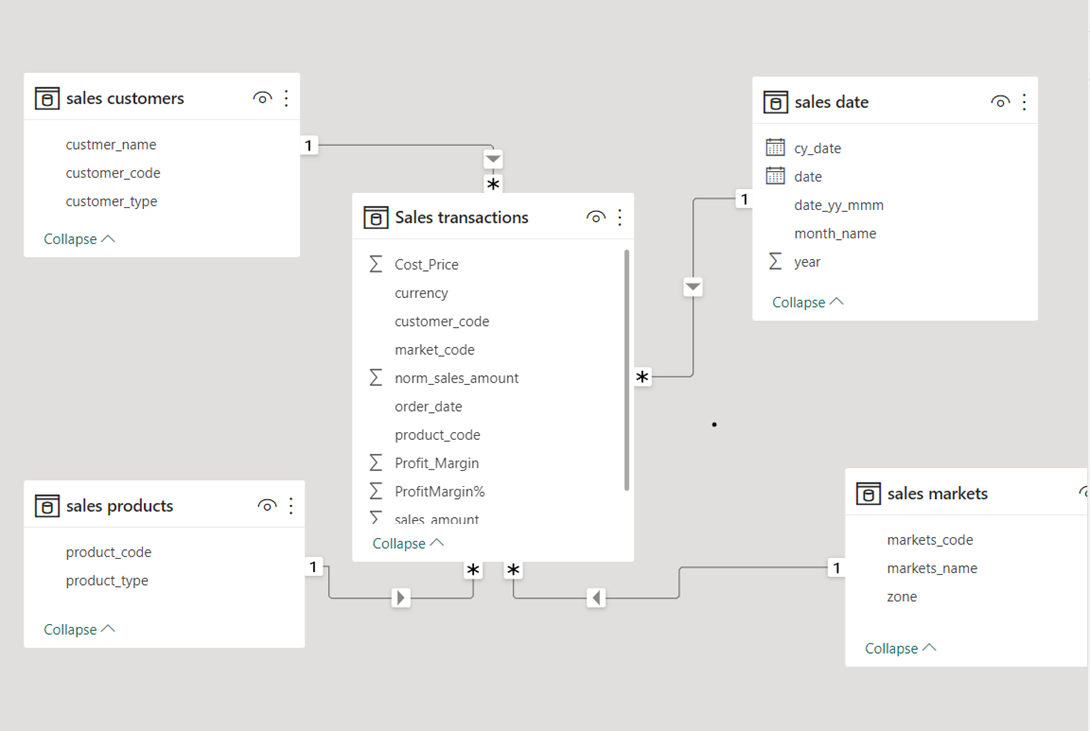 sales customers
custmer_name
customer_code
customer_type
Collapse
1
*
sales date
cy_date
date
date_yy_mmm
month_name
Σ year
Collapse
1
*
Sales transactions
Σ Cost_Price
currency
customer_code
market_code
Σ norm_sales_amount
order_date
product_code
Σ Profit_Margin
Σ ProfitMargin%
Σ sales_amount
Collapse
sales products
product_code
product_type
Collapse
1
*
*
1
sales markets
markets_code
markets_name
zone
Collapse